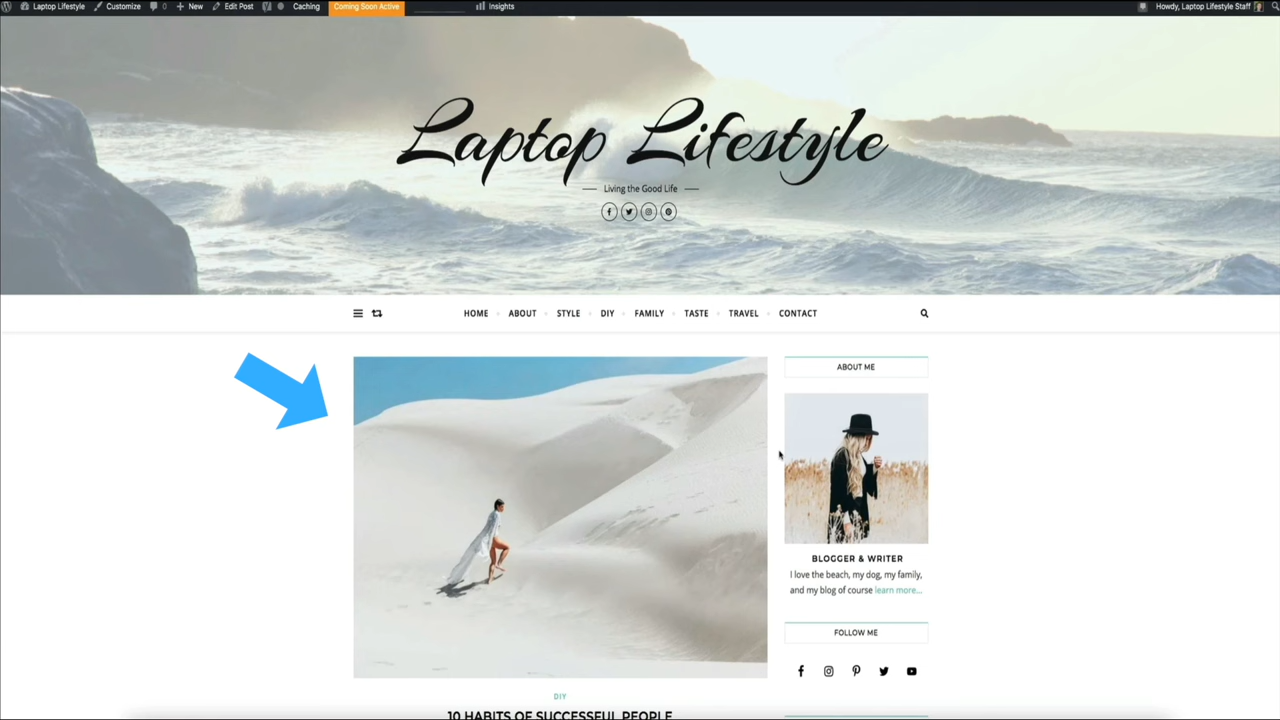 Laptop Lifestyle Customize 0 New Edit Post Caching Coming Soon Active Insights Howdy, Laptop Lifestyle Staff
Laptop Lifestyle
Living the Good Life
HOME ABOUT STYLE DIY FAMILY TASTE TRAVEL CONTACT
ABOUT ME
BLOGGER & WRITER
I love the beach, my dog, my family,
and my blog of course learn more...
FOLLOW ME
DIY
10 HABITS OF SUCCESSFUL PEOPLE